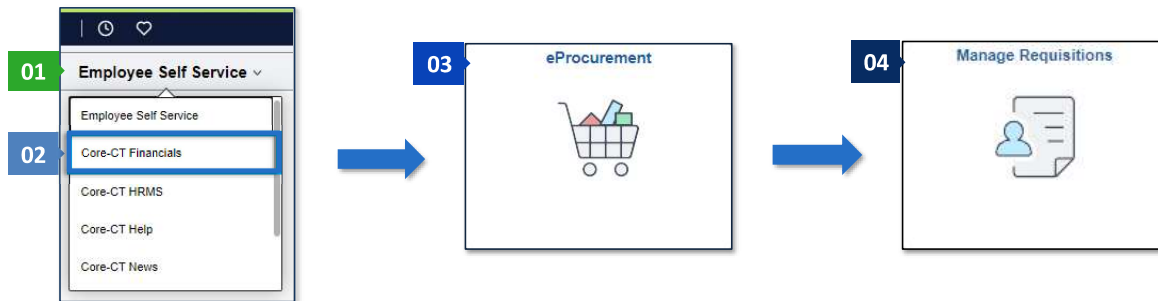 01
Employee Self Service
Employee Self Service
02
Core-CT Financials
Core-CT HRMS
Core-CT Help
Core-CT News
03
eProcurement
04
Manage Requisitions